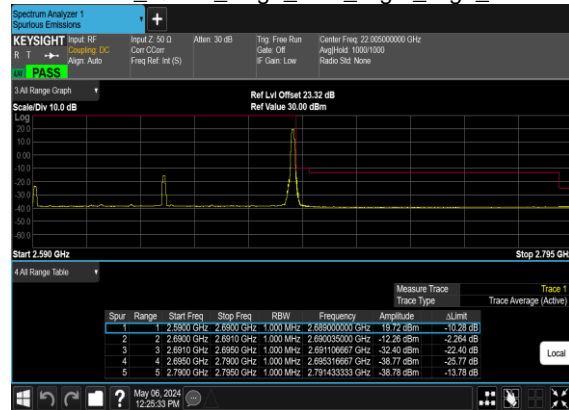 Spectrum Analyzer 1
Spurious Emissions
KEYSIGHT Input: RF Input Z: 50 Ω Atten: 30 dB Trig: Free Run Center Freq: 22.005000000 GHz
R T Coupling: DC Corr CCorr Gate: Off Avg|Hold: 1000/1000
Align: Auto Freq Ref: Int (S) IF Gain: Low Radio Std: None
PASS
3 All Range Graph Ref Lvl Offset 23.32 dB
Scale/Div 10.0 dB Ref Value 30.00 dBm
Log
20.0
10.0
0.00
-10.0
-20.0
-30.0
-40.0
-50.0
-60.0
Start 2.590 GHz Stop 2.795 GHz
4 All Range Table
Measure Trace Trace 1
Trace Type Trace Average (Active)
Spur Range Start Freq Stop Freq RBW Frequency Amplitude ΔLimit
1 1 2.5900 GHz 2.6900 GHz 1.000 MHz 2.689000000 GHz 19.72 dBm -10.28 dB
2 2 2.6900 GHz 2.6910 GHz 1.000 MHz 2.690035000 GHz -12.26 dBm -2.264 dB
3 3 2.6910 GHz 2.6950 GHz 1.000 MHz 2.691106667 GHz -32.40 dBm -22.40 dB
4 4 2.6950 GHz 2.7900 GHz 1.000 MHz 2.695316667 GHz -38.77 dBm -25.77 dB
5 5 2.7900 GHz 2.7950 GHz 1.000 MHz 2.791433333 GHz -38.78 dBm -13.78 dB
Local
May 06, 2024
12:25:33 PM